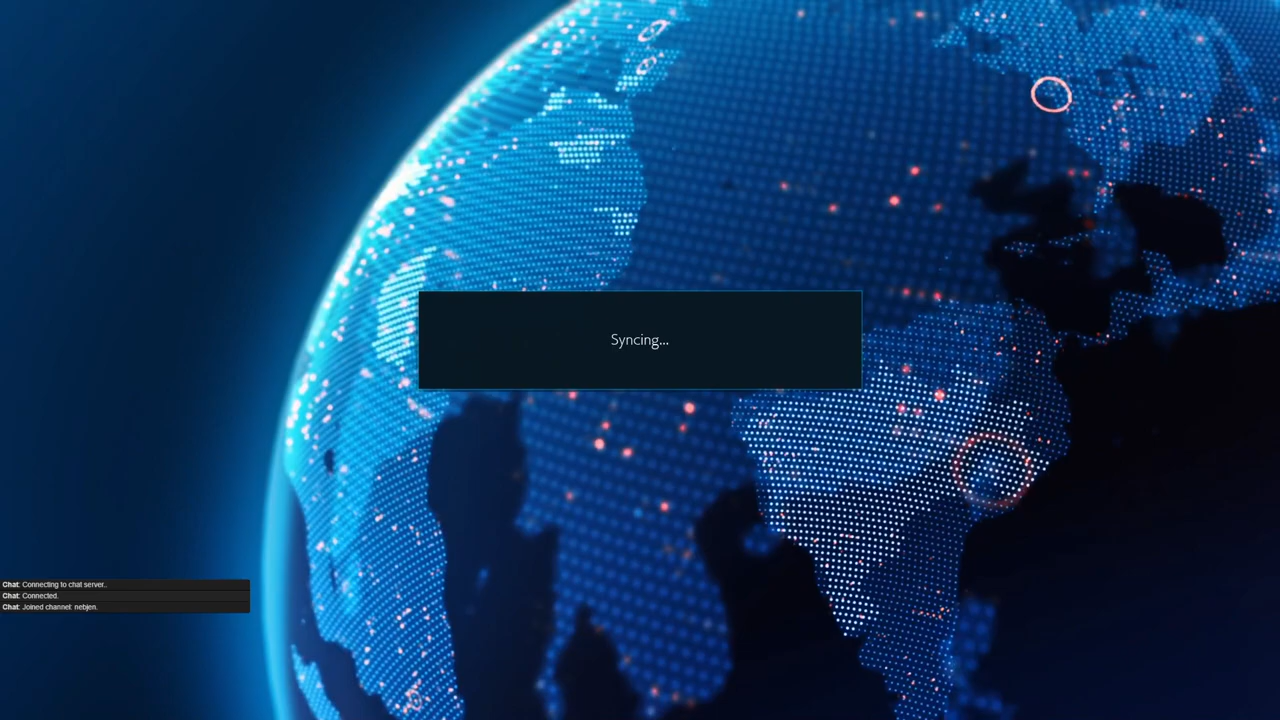 Syncing...
Chat: Connecting to chat server..
Chat: Connected.
Chat: Joined channel: nebjen.